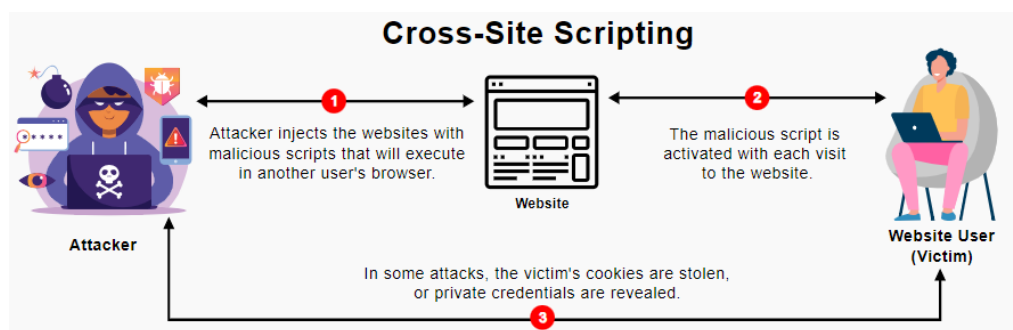 Cross-Site Scripting
1
Attacker injects the websites with
malicious scripts that will execute
in another user's browser.
Website
2
The malicious script is
activated with each visit
to the website.
Attacker
Website User
(Victim)
In some attacks, the victim's cookies are stolen,
or private credentials are revealed.
3